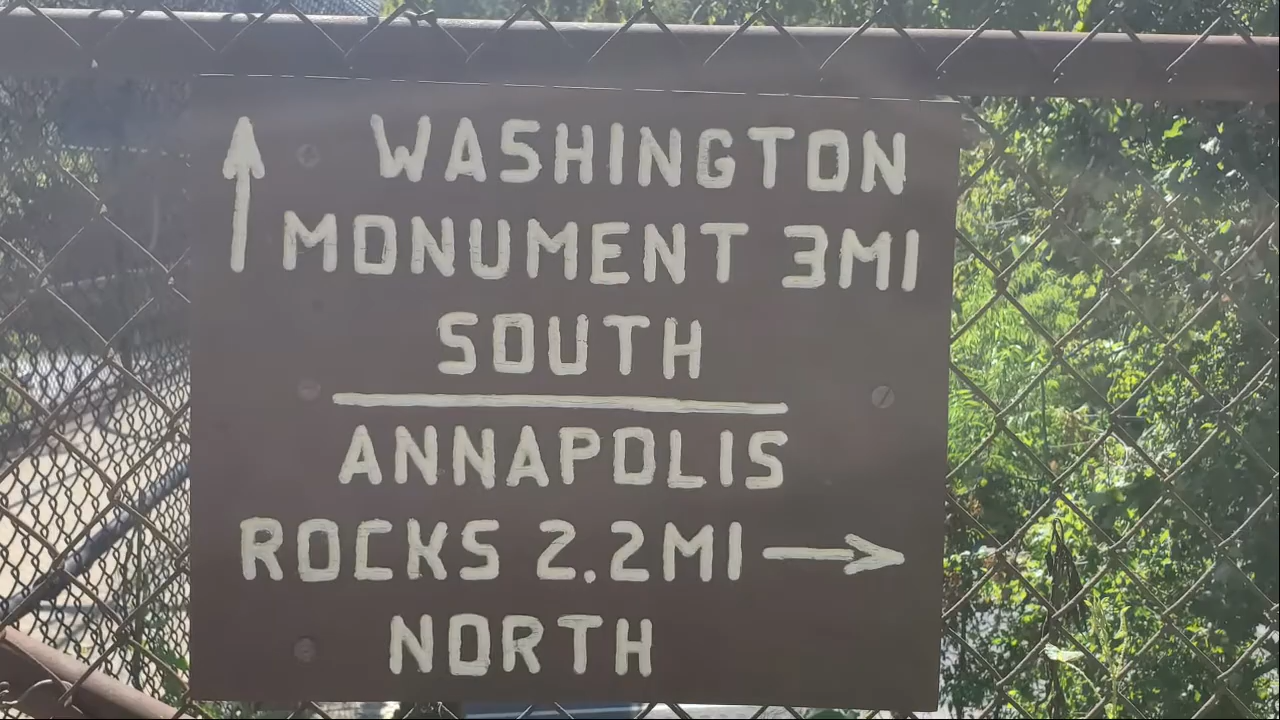 WASHINGTON
MONUMENT 3MI
SOUTH
ANNAPOLIS
ROCKS 2.2MI
NORTH